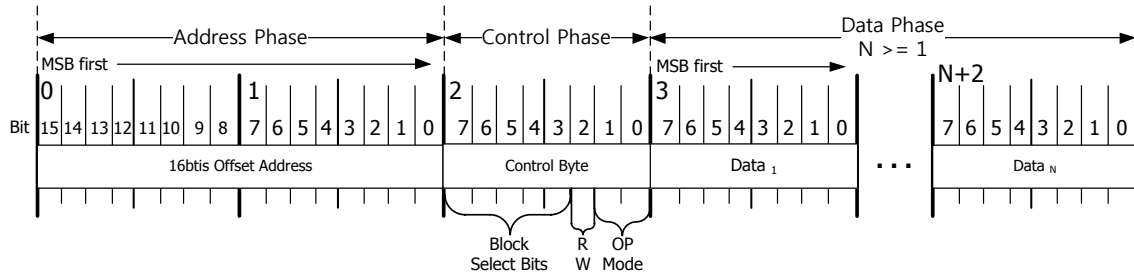 Address Phase Control Phase Data Phase
N >= 1
MSB first MSB first
0 1 2 3 N+2
Bit 15 14 13 12 11 10 9 8 7 6 5 4 3 2 1 0 7 6 5 4 3 2 1 0 7 6 5 4 3 2 1 0 7 6 5 4 3 2 1 0
16btis Offset Address Control Byte Data 1 ... Data N
Block R OP
Select Bits W Mode